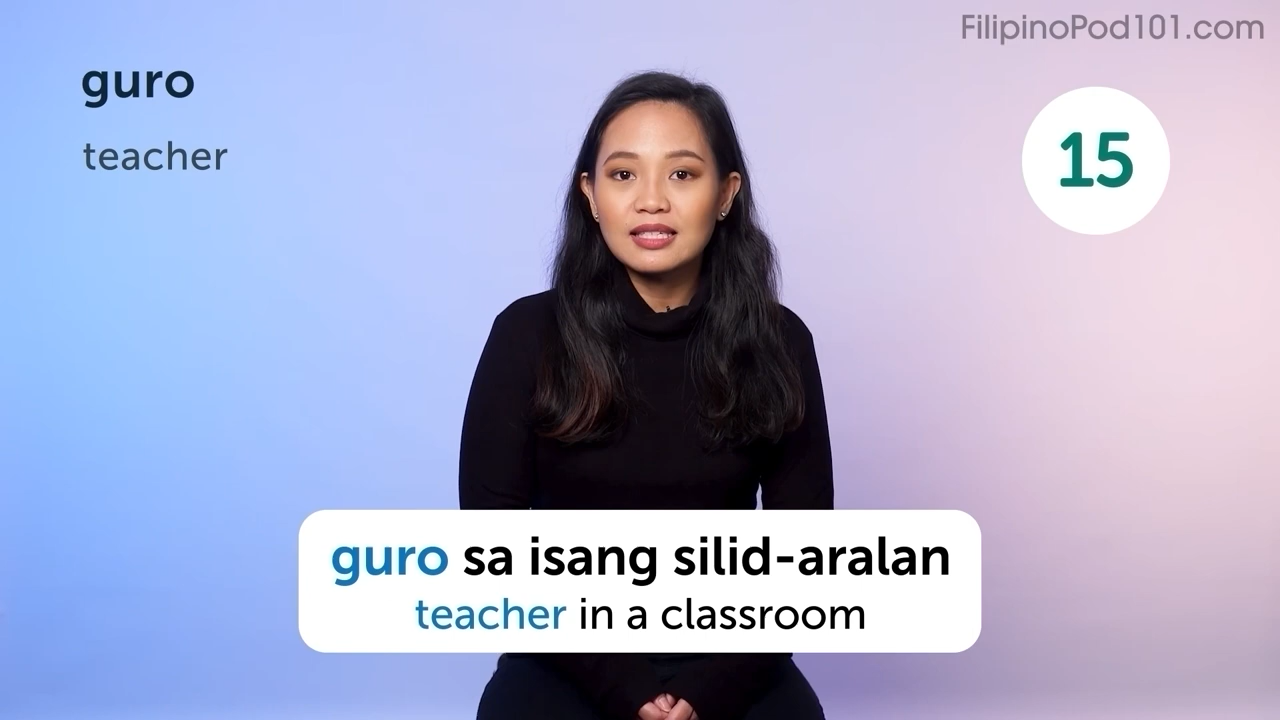 FilipinoPod101.com
guro
teacher
15
guro sa isang silid-aralan
teacher in a classroom